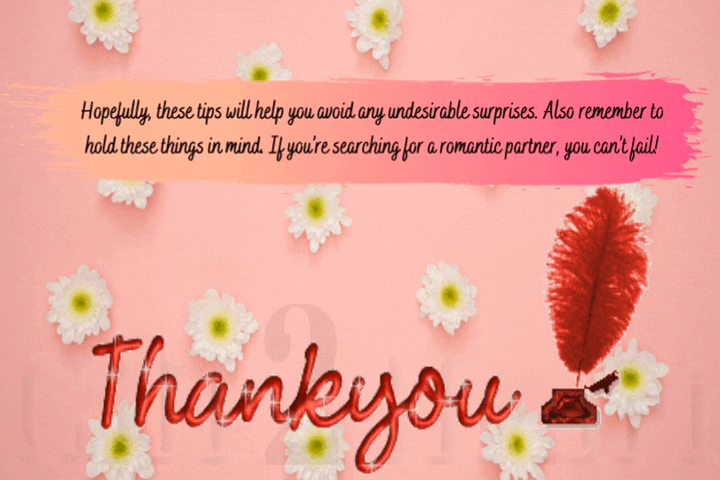 Hopefully, these tips will help you avoid any undesirable surprises. Also remember to
hold these things in mind. If you're searching for a romantic partner, you can't fail!
Thankyou